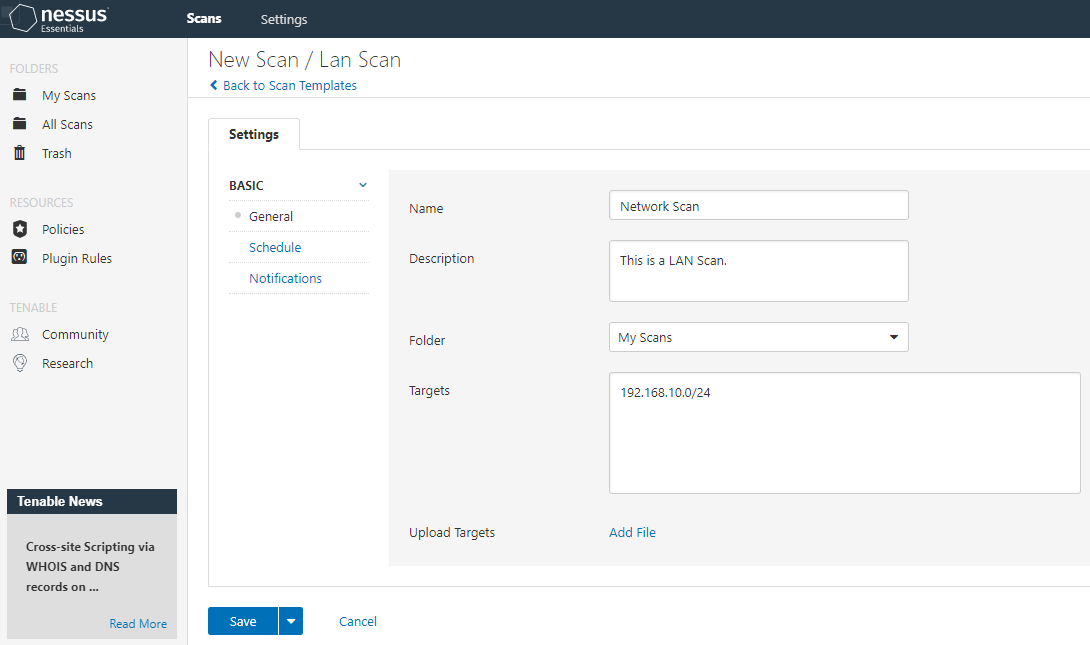 nessus
Essentials
Scans
Settings
FOLDERS
My Scans
All Scans
Trash
RESOURCES
Policies
Plugin Rules
TENABLE
Community
Research
Tenable News
Cross-site Scripting via
WHOIS and DNS
records on ...
Read More
New Scan / Lan Scan
Back to Scan Templates
Settings
BASIC
General
Schedule
Notifications
Name
Network Scan
Description
This is a LAN Scan.
Folder
My Scans
Targets
192.168.10.0/24
Upload Targets
Add File
Save
Cancel